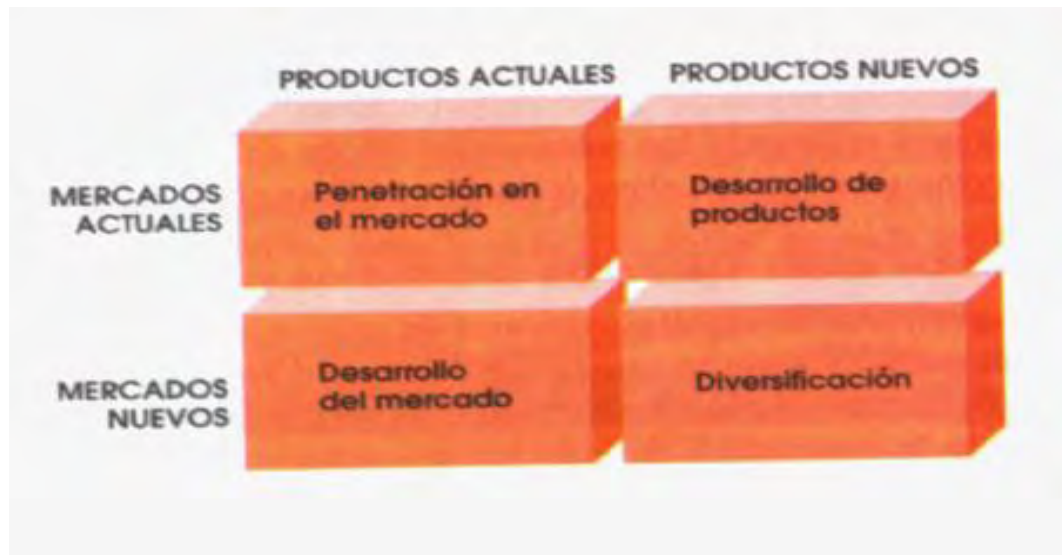 PRODUCTOS ACTUALES
PRODUCTOS NUEVOS
MERCADOS
ACTUALES
Penetración en
el mercado
Desarrollo de
productos
MERCADOS
NUEVOS
Desarrollo
del mercado
Diversificación